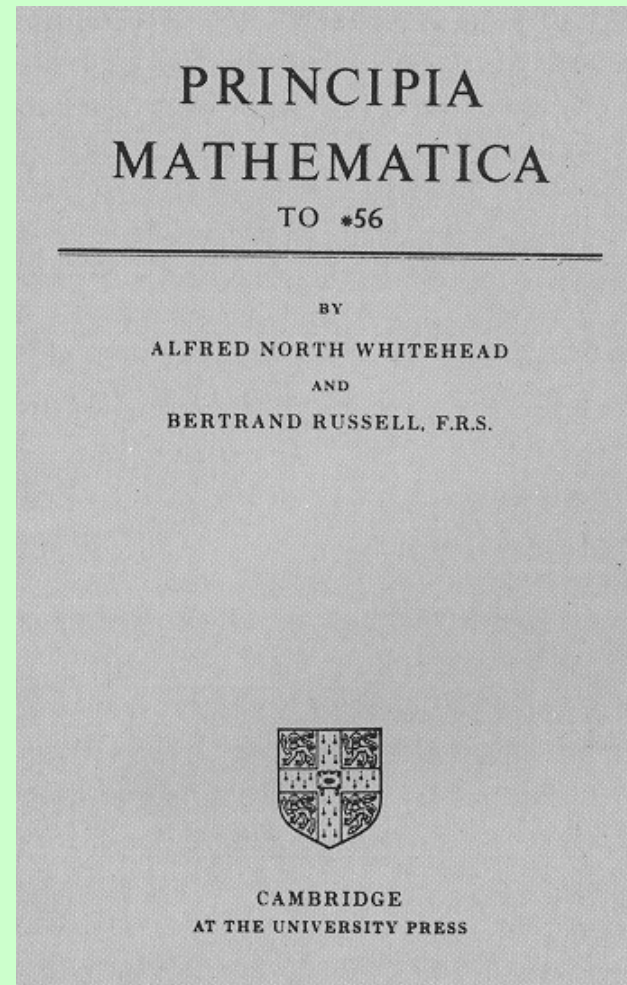 PRINCIPIA
MATHEMATICA
TO *56
BY
ALFRED NORTH WHITEHEAD
AND
BERTRAND RUSSELL, F.R.S.
CAMBRIDGE
AT THE UNIVERSITY PRESS